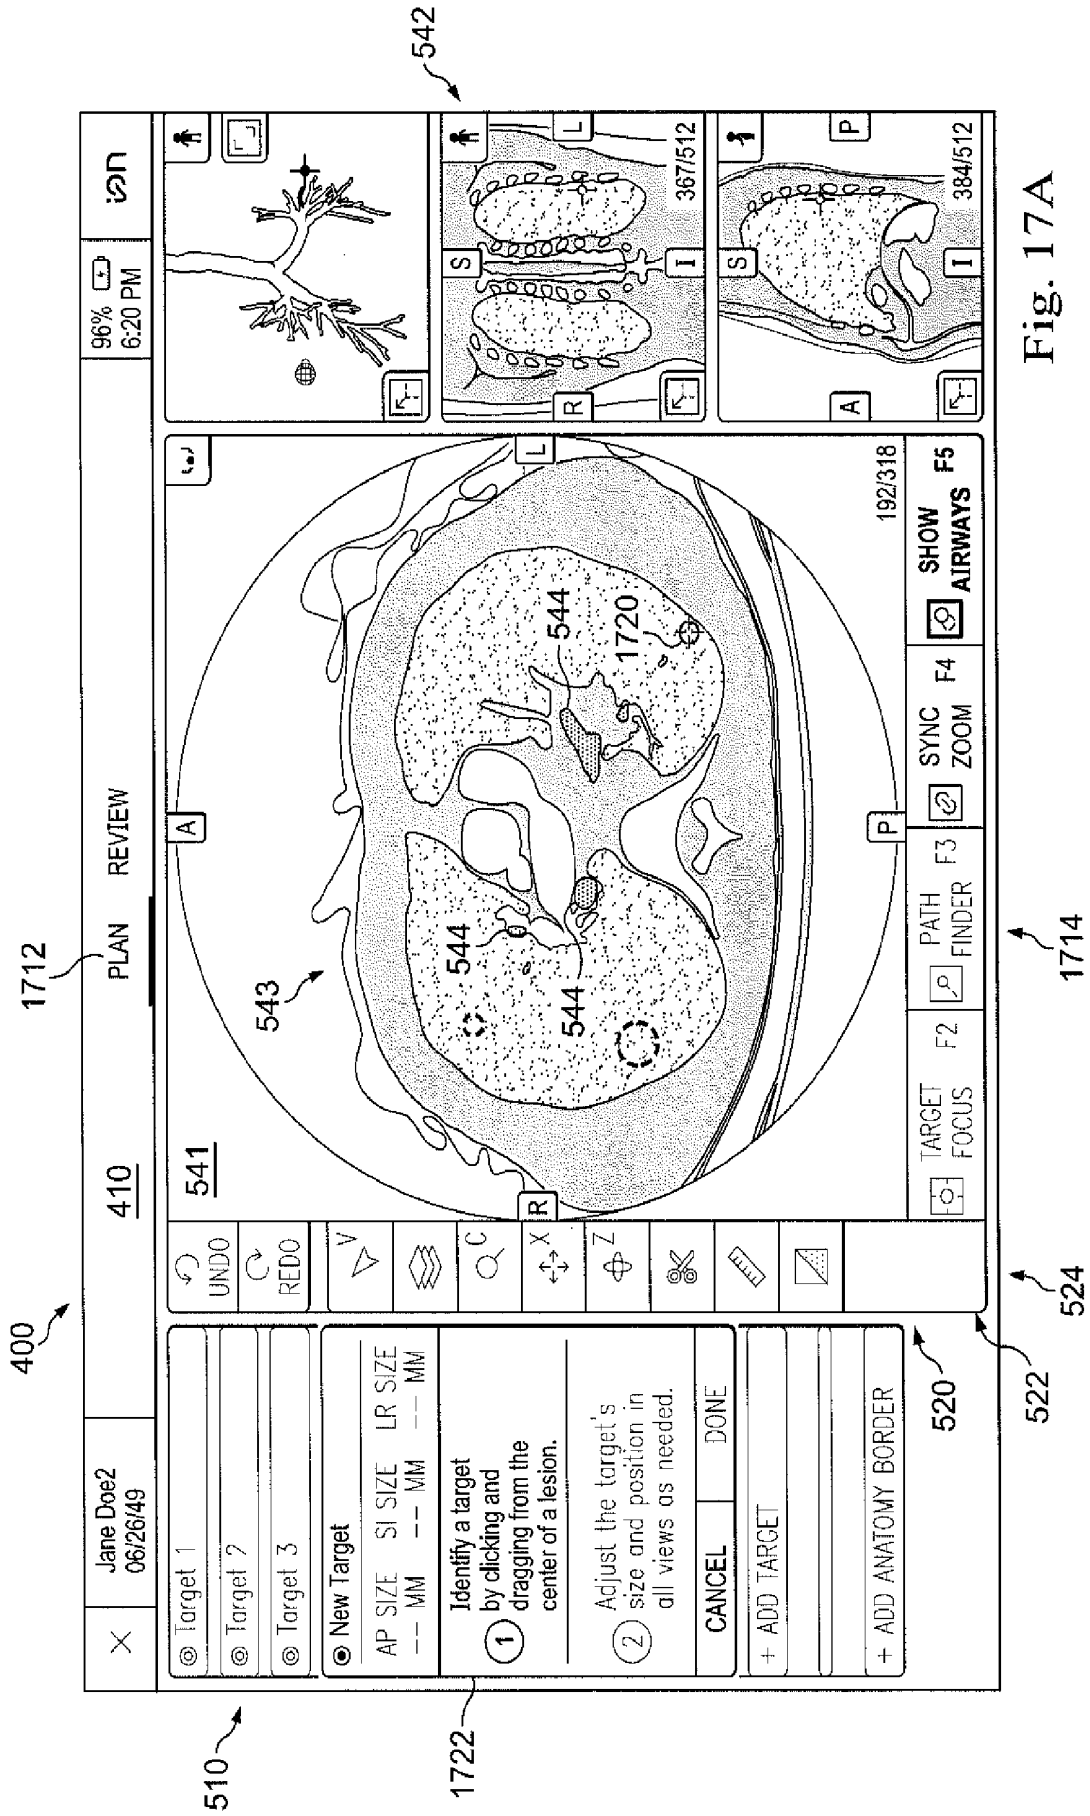 400
1712
410
542
Jane Doe2
06/26/49
PLAN
REVIEW
96%
6:20 PM
510
Target 1
Target 2
Target 3
New Target
AP SIZE SI SIZE LR SIZE
-- MM -- MM -- MM
1 Identify a target
by clicking and
dragging from the
center of a lesion.
2 Adjust the target's
size and position in
all views as needed.
CANCEL
DONE
+ ADD TARGET
+ ADD ANATOMY BORDER
1722
520
522
524
UNDO
REDO
V
C
X
Z
541
543
A
R
L
P
544
544
544
1720
192/318
TARGET
FOCUS F2
PATH
FINDER F3
SYNC
ZOOM F4
SHOW
AIRWAYS F5
1714
S
R
L
I
367/512
S
A
P
I
384/512
Fig. 17A